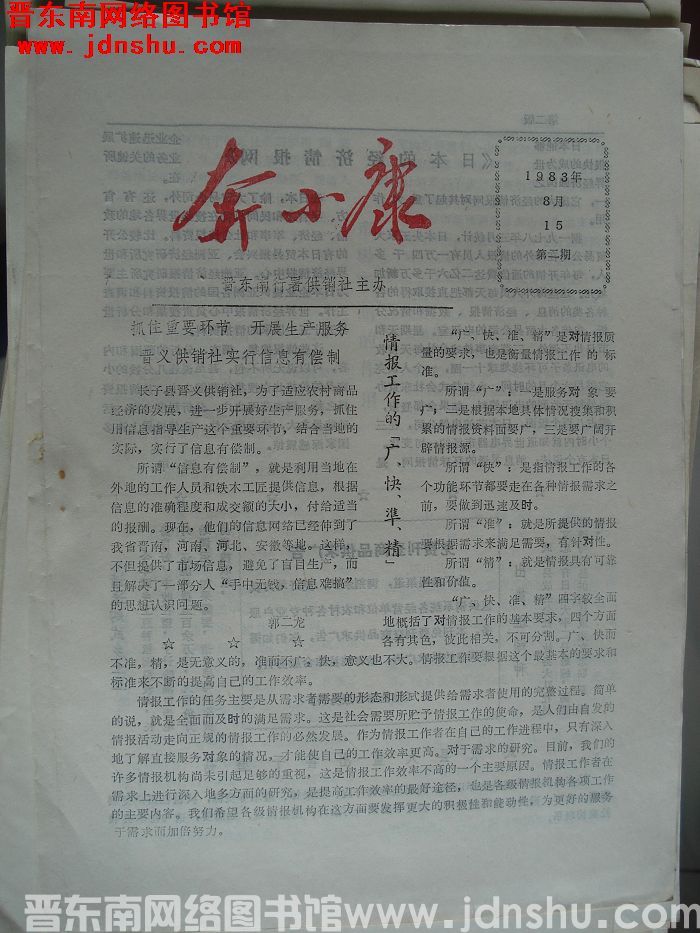 晋东南网络图书馆
www.jdnshu.com
奔小康
1983年
8月
15
第二期
晋东南行署供销社主办
抓住重要环节 开展生产服务
晋义供销社实行信息有偿制
长子县晋义供销社，为了适应农村商品
经济的发展，进一步开展好生产服务，抓住
用信息指导生产这个重要环节，结合当地的
实际，实行了信息有偿制。
所谓“信息有偿制”，就是利用当地在
外地的工作人员和铁木工匠提供信息，根据
信息的准确程度和成交额的大小，付给适当
的报酬。现在，他们的信息网络已经伸到了
我省晋南，河南、河北、安徽等地，这样，
不但提供了市场信息，避免了盲目生产，而
且解决了一部分人“手中无钱，信息难搞”
的思想认识问题。
郭二龙
☆ ☆ ☆
情报工作的「广、快、準、精」
“广、快、准、精”是对情报质
量的要求，也是衡量情报工作的标
准。
所谓“广”：一是服务对象要
广；二是根据本地具体情况搜集和积
累的情报资料面要广；三是要广阔开
辟情报源。
所谓“快”：是指情报工作的各
个功能环节都要走在各种情报需求之
前，要做到迅速及时。
所谓“准”：就是所提供的情报
要根据需求来满足需要，有针对性。
所谓“精”：就是情报具有可靠
性和价值。
“广、快、准、精”四字较全面
地概括了对情报工作的基本要求，四个方面
各有其色，彼此相关，不可分割。广、快而
不准，精，是无意义的，准而不广，快，意义也不大。情报工作要根据这个最基本的要求和
标准来不断的提高自己的工作效率。
情报工作的任务主要是从需求者需要的形态和形式提供给需求者使用的完整过程。简单
的说，就是全面而及时的满足需求。这是社会需要所贮予情报工作的使命，是人们由自发的
情报活动走向正规的情报工作的必然发展。作为情报工作者在自己的工作进程中，只有深入
地了解直接服务对象的情况，才能使自己的工作效率更高。对于需求的研究。目前，我们的
许多情报机构尚未引起足够的重视，这是情报工作效率不高的一个主要原因。情报工作者在
需求上进行深入地多方面的研究，是提高工作效率的最好途径，也是各级情报机构各项工作
的主要内容。我们希望各级情报机构在这方面要发挥更大的积极性和能动性，为更好的服务
于需求而加倍努力。
晋东南网络图书馆www.jdnshu.com